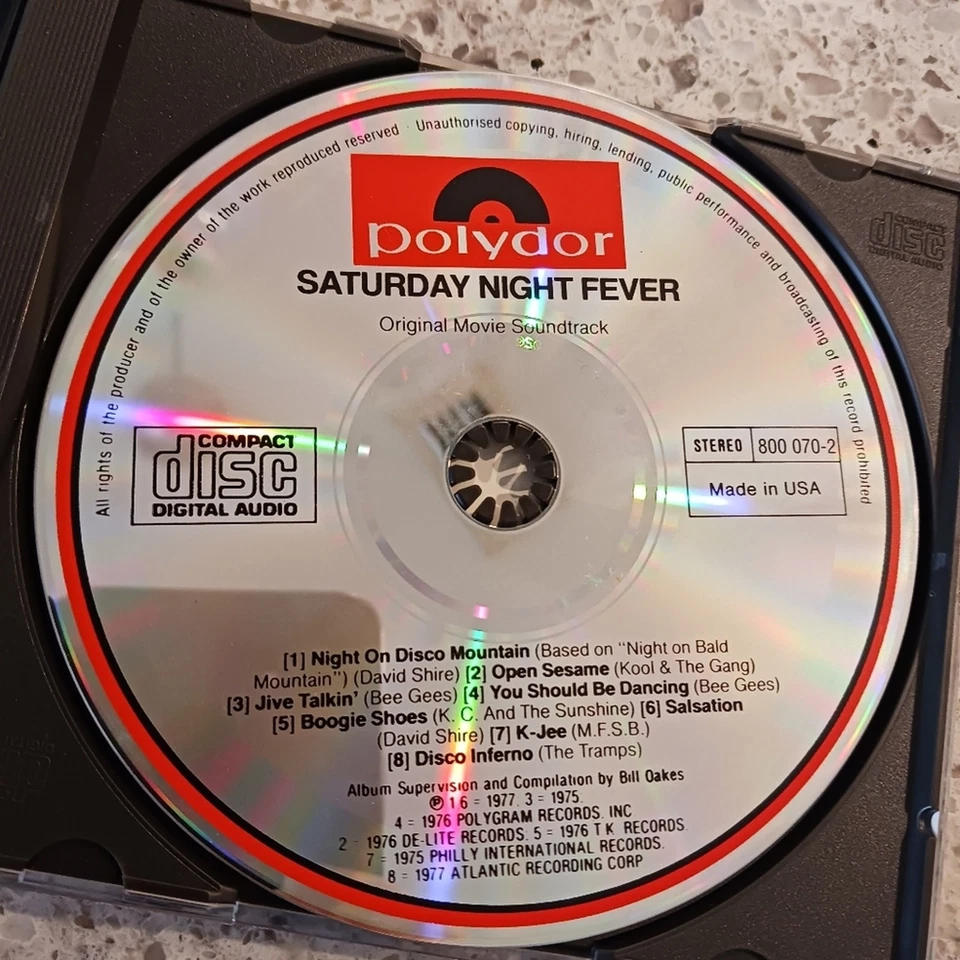 All rights of the producer and of the owner of the work reproduced reserved · Unauthorised copying, hiring, lending, public performance and broadcasting of this record prohibited
polydor
SATURDAY NIGHT FEVER
Original Movie Soundtrack
COMPACT
disc
DIGITAL AUDIO
STEREO 800 070-2
Made in USA
[1] Night On Disco Mountain (Based on "Night on Bald
Mountain") (David Shire) [2] Open Sesame (Kool & The Gang)
[3] Jive Talkin' (Bee Gees) [4] You Should Be Dancing (Bee Gees)
[5] Boogie Shoes (K. C. And The Sunshine) [6] Salsation
(David Shire) [7] K-Jee (M.F.S.B.)
[8] Disco Inferno (The Tramps)
Album Supervision and Compilation by Bill Oakes
℗ 1 6 = 1977. 3 = 1975.
4 = 1976 POLYGRAM RECORDS. INC
2 - 1976 DE-LITE RECORDS. 5 = 1976 T K RECORDS.
7 = 1975 PHILLY INTERNATIONAL RECORDS.
8 = 1977 ATLANTIC RECORDING CORP
COMPACT
disc
DIGITAL AUDIO